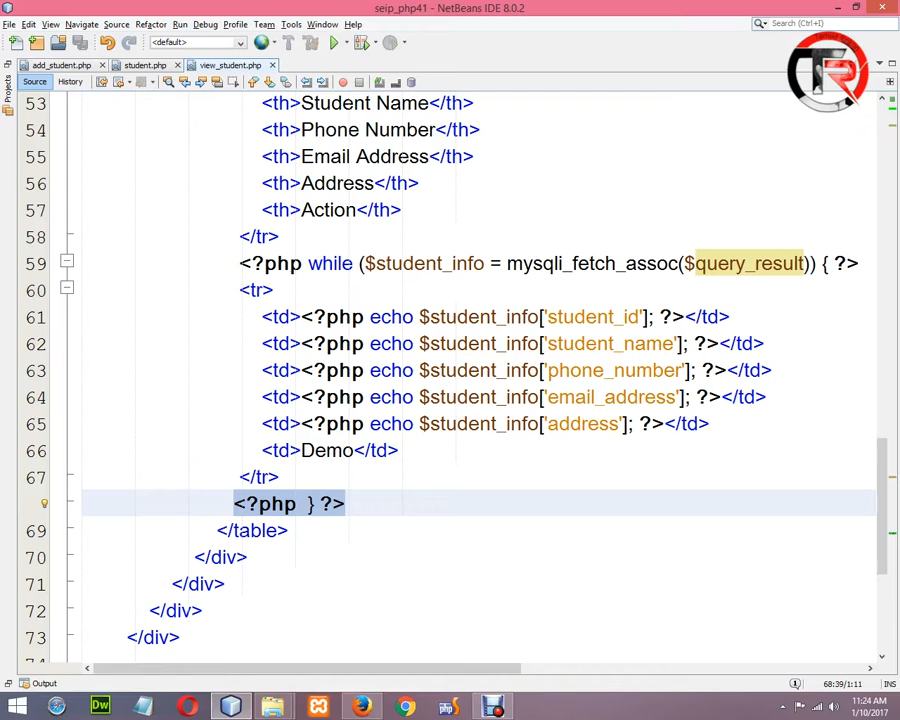 seip_php41 - NetBeans IDE 8.0.2
File Edit View Navigate Source Refactor Run Debug Profile Team Tools Window Help
Search (Ctrl+I)
<default>
add_student.php student.php view_student.php
Source History
Projects
TR
53 <th>Student Name</th>
54 <th>Phone Number</th>
55 <th>Email Address</th>
56 <th>Address</th>
57 <th>Action</th>
58 </tr>
59 <?php while ($student_info = mysqli_fetch_assoc($query_result)) { ?>
60 <tr>
61 <td><?php echo $student_info['student_id']; ?></td>
62 <td><?php echo $student_info['student_name']; ?></td>
63 <td><?php echo $student_info['phone_number']; ?></td>
64 <td><?php echo $student_info['email_address']; ?></td>
65 <td><?php echo $student_info['address']; ?></td>
66 <td>Demo</td>
67 </tr>
<?php } ?>
69 </table>
70 </div>
71 </div>
72 </div>
73 </div>
Output
68:39/1:11 INS
Dw
php
11:24 AM
1/10/2017